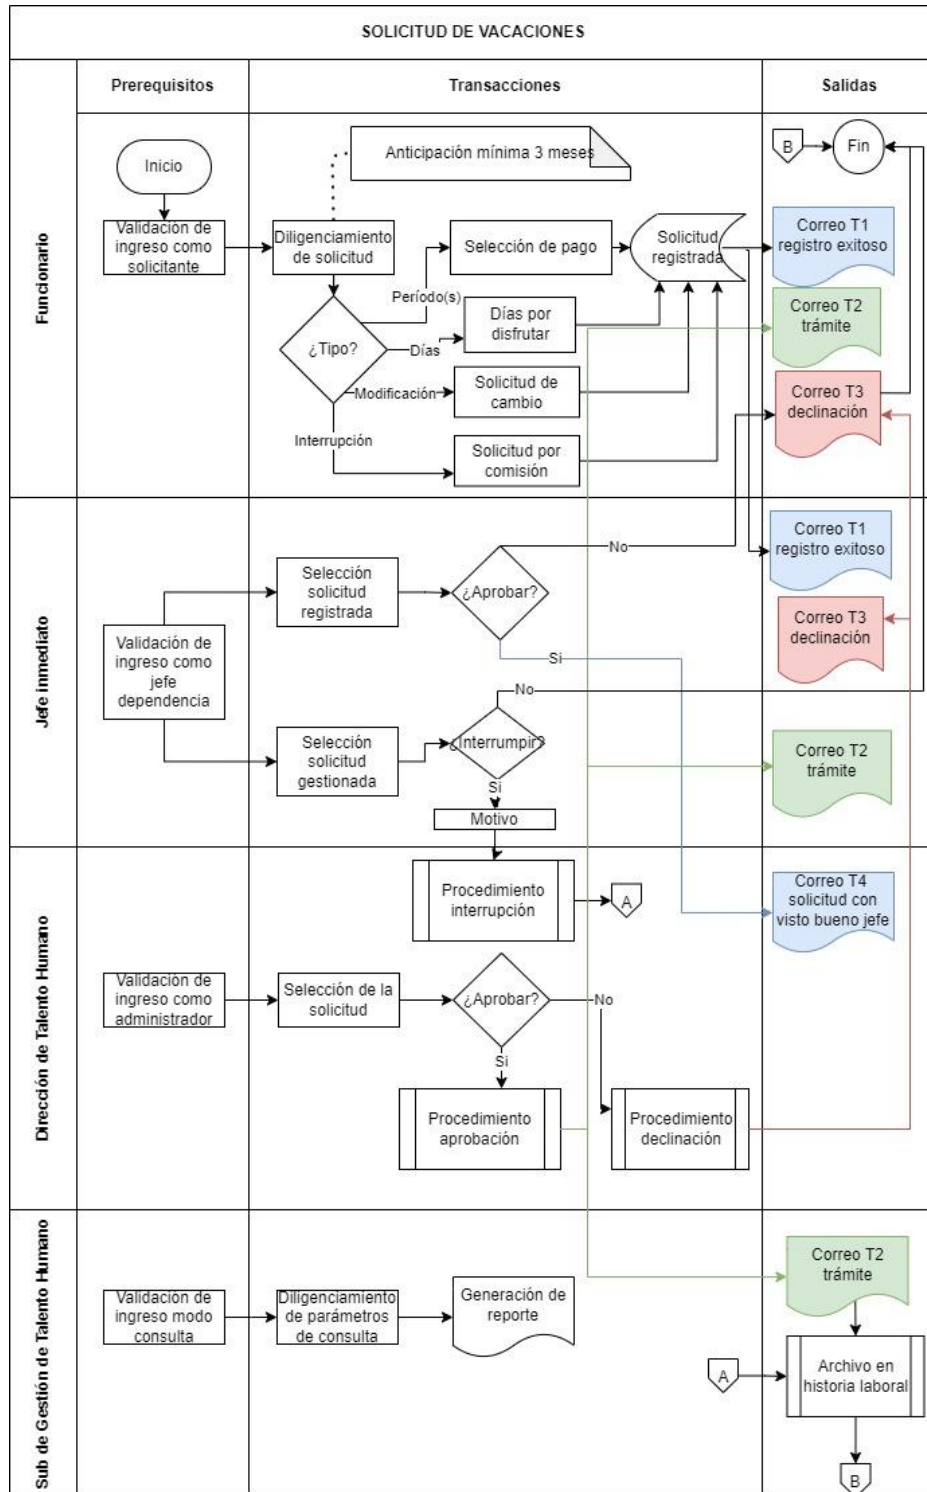 SOLICITUD DE VACACIONES
Prerequisitos
Transacciones
Salidas
Funcionario
Inicio
Anticipación mínima 3 meses
B
Fin
Validación de
ingreso como
solicitante
Diligenciamiento
de solicitud
Selección de pago
Solicitud
registrada
Correo T1
registro exitoso
Período(s)
¿Tipo?
Días
Días por
disfrutar
Correo T2
trámite
Modificación
Solicitud de
cambio
Correo T3
declinación
Interrupción
Solicitud por
comisión
Jefe inmediato
Validación de
ingreso como
jefe
dependencia
Selección
solicitud
registrada
¿Aprobar?
No
Si
Correo T1
registro exitoso
Correo T3
declinación
Selección
solicitud
gestionada
¿Interrumpir?
No
Si
Motivo
Correo T2
trámite
Dirección de Talento Humano
Procedimiento
interrupción
A
Correo T4
solicitud con
visto bueno jefe
Validación de
ingreso como
administrador
Selección de la
solicitud
¿Aprobar?
No
Si
Procedimiento
aprobación
Procedimiento
declinación
Sub de Gestión de Talento Humano
Validación de
ingreso modo
consulta
Diligenciamiento
de parámetros
de consulta
Generación de
reporte
Correo T2
trámite
A
Archivo en
historia laboral
B